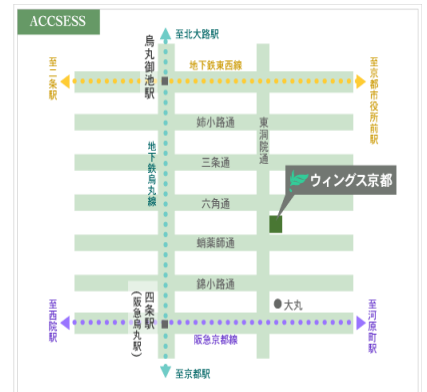 ACCSESS
至北大路駅
烏丸御池駅
至二条駅
地下鉄東西線
至京都市役所前駅
姉小路通
東洞院通
地下鉄烏丸線
三条通
ウィングス京都
六角通
蛸薬師通
錦小路通
四条駅
(阪急烏丸駅)
大丸
至西院駅
阪急京都線
至河原町駅
至京都駅